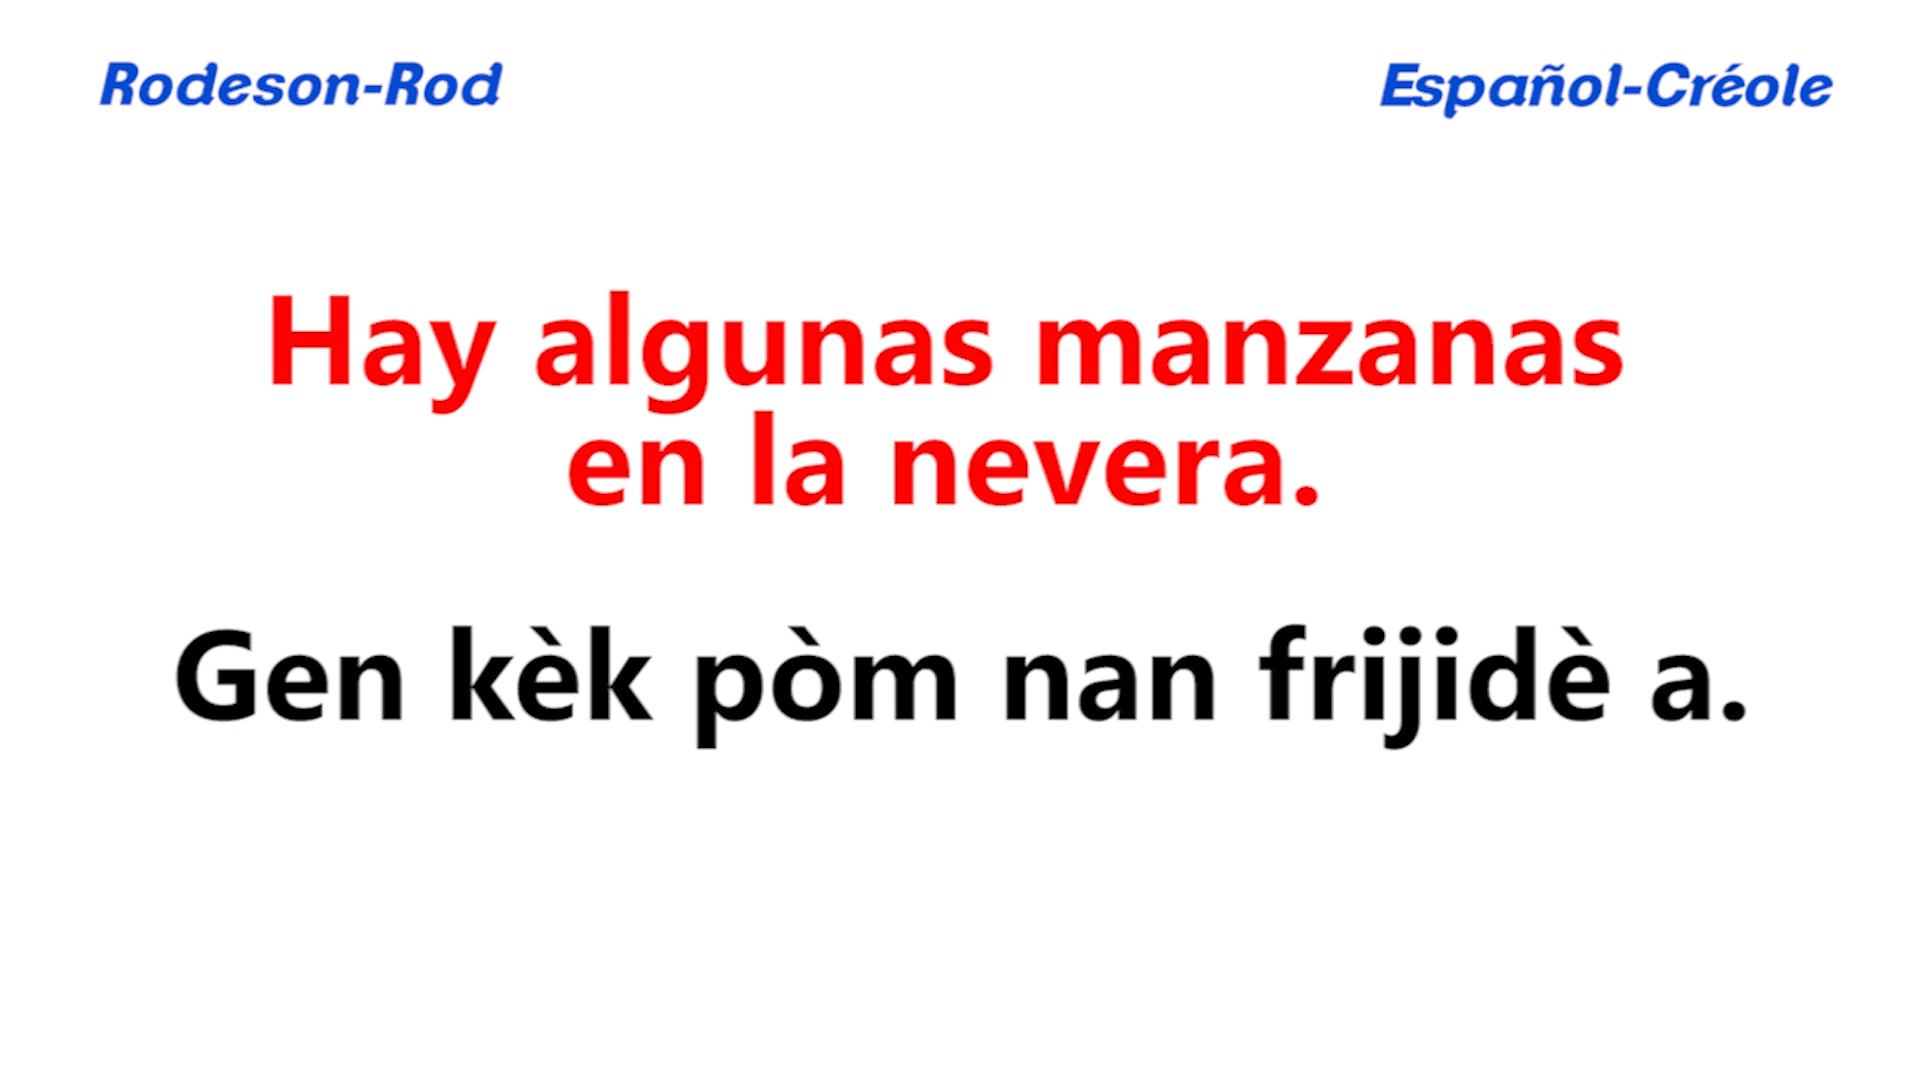 Rodeson-Rod
Español-Créole
Hay algunas manzanas
en la nevera.
Gen kèk pòm nan frijidè a.